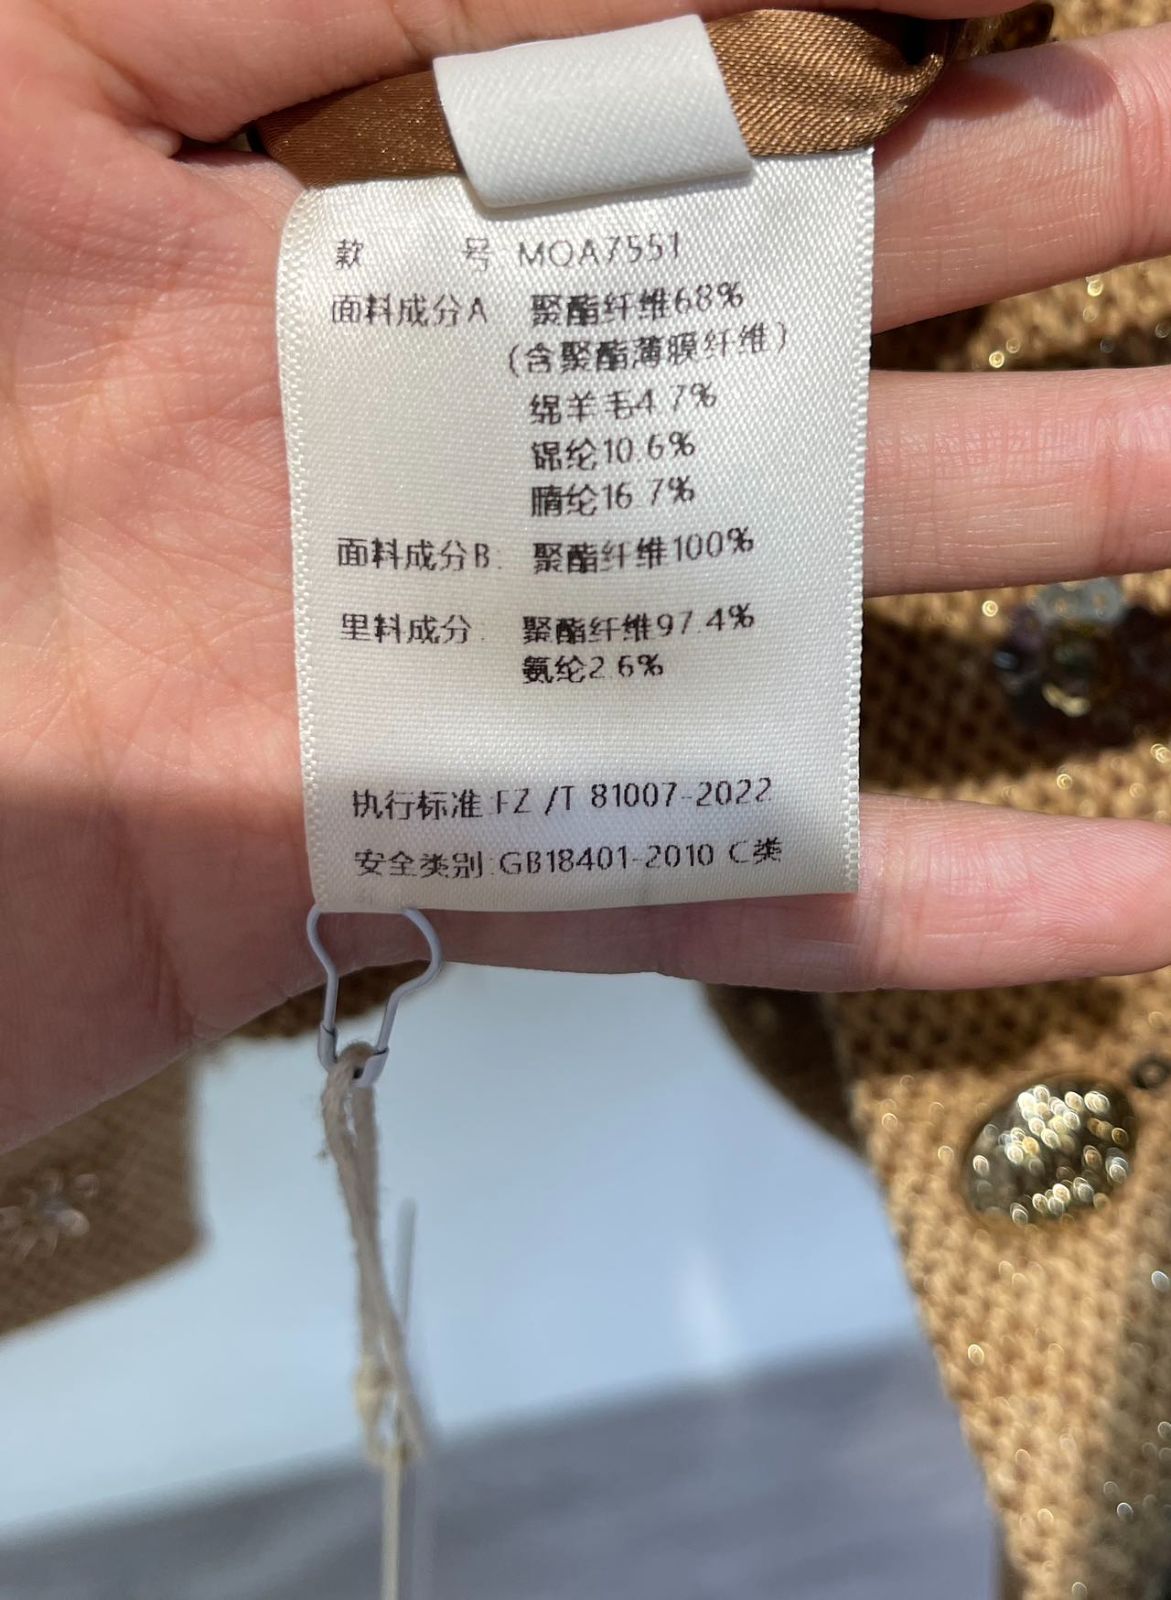 款 号 MQA7551
面料成分A 聚酯纤维68%
(含聚酯薄膜纤维)
绵羊毛4.7%
锦纶10.6%
腈纶16.7%
面料成分B: 聚酯纤维100%
里料成分: 聚酯纤维97.4%
氨纶2.6%
执行标准:FZ/T 81007-2022
安全类别:GB18401-2010 C类